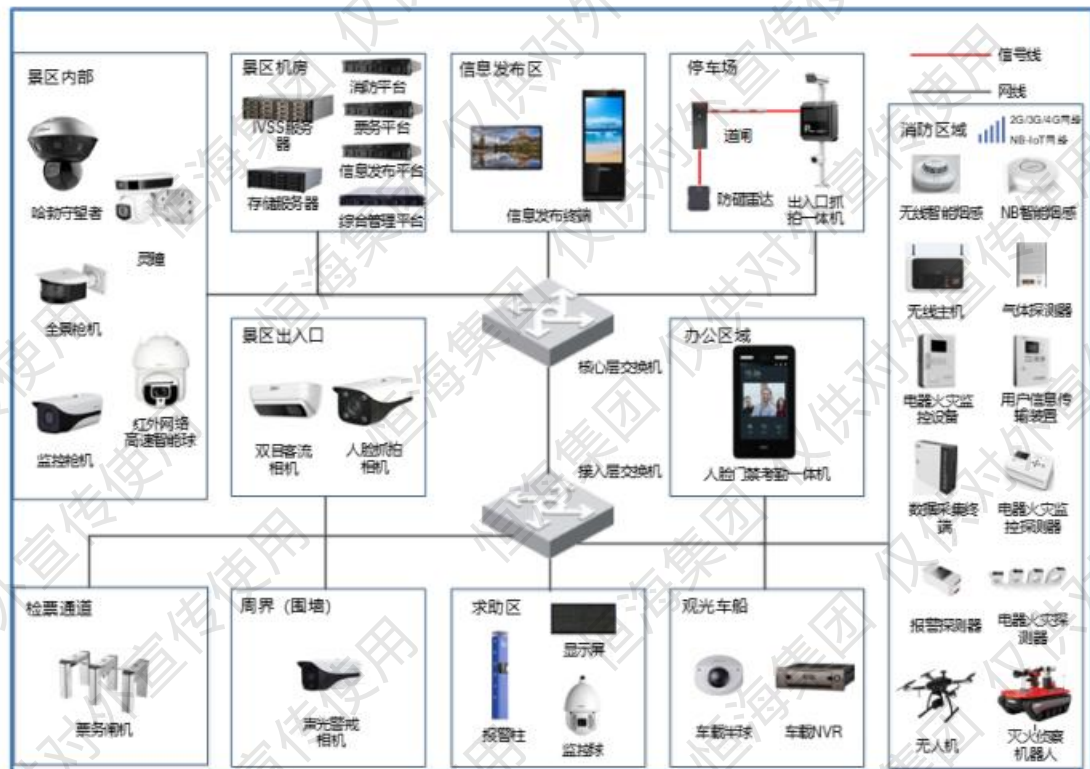 景区内部
哈勃守望者
灵瞳
全景枪机
红外网络
高速智能球
监控枪机
景区机房
消防平台
IVSS服务
器
票务平台
信息发布平台
存储服务器
综合管理平台
信息发布区
信息发布终端
停车场
道闸
防砸雷达
出入口抓
拍一体机
信号线
网线
消防区域
2G/3G/4G网络
NB-IoT网络
无线智能烟感
NB智能烟感
无线主机
气体探测器
电器火灾监
控设备
用户信息传
输装置
数据采集终
端
电器火灾监
控探测器
报警探测器
电器火灾探
测器
无人机
灭火侦察
机器人
景区出入口
双目客流
相机
人脸抓拍
相机
核心层交换机
接入层交换机
办公区域
人脸门禁考勤一体机
检票通道
票务闸机
周界（围墙）
声光警戒
相机
求助区
显示屏
报警柱
监控球
观光车船
车载半球
车载NVR
恒海集团 仅供对外宣传使用